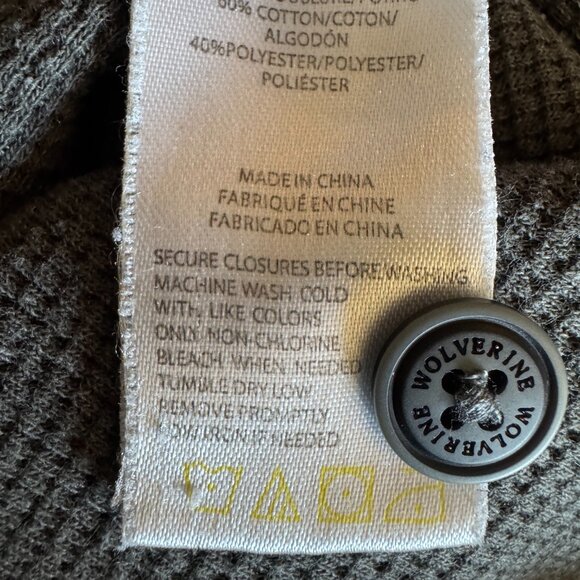 60% COTTON/COTON/
ALGODÓN
40%POLYESTER/POLYESTER/
POLIÉSTER
MADE IN CHINA
FABRIQUÉ EN CHINE
FABRICADO EN CHINA
SECURE CLOSURES BEFORE WASHING
MACHINE WASH COLD
WITH LIKE COLORS
ONLY NON-CHLORINE
BLEACH WHEN NEEDED
TUMBLE DRY LOW
REMOVE PROMPTLY
LOW IRON IF NEEDED
WOLVERINE WOLVERINE